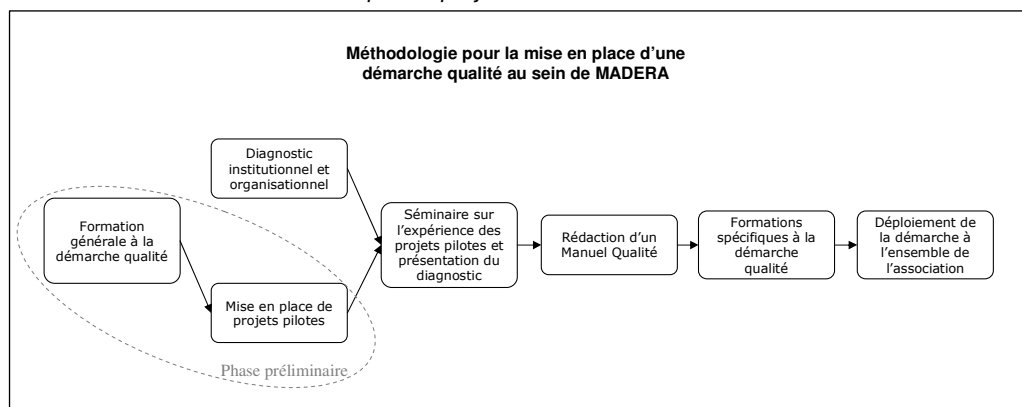 Méthodologie pour la mise en place d'une
démarche qualité au sein de MADERA
Diagnostic
institutionnel et
organisationnel
Formation
générale à la
démarche qualité
Mise en place de
projets pilotes
Phase préliminaire
Séminaire sur
l'expérience des
projets pilotes et
présentation du
diagnostic
Rédaction d'un
Manuel Qualité
Formations
spécifiques à la
démarche
qualité
Déploiement de
la démarche à
l'ensemble de
l'association